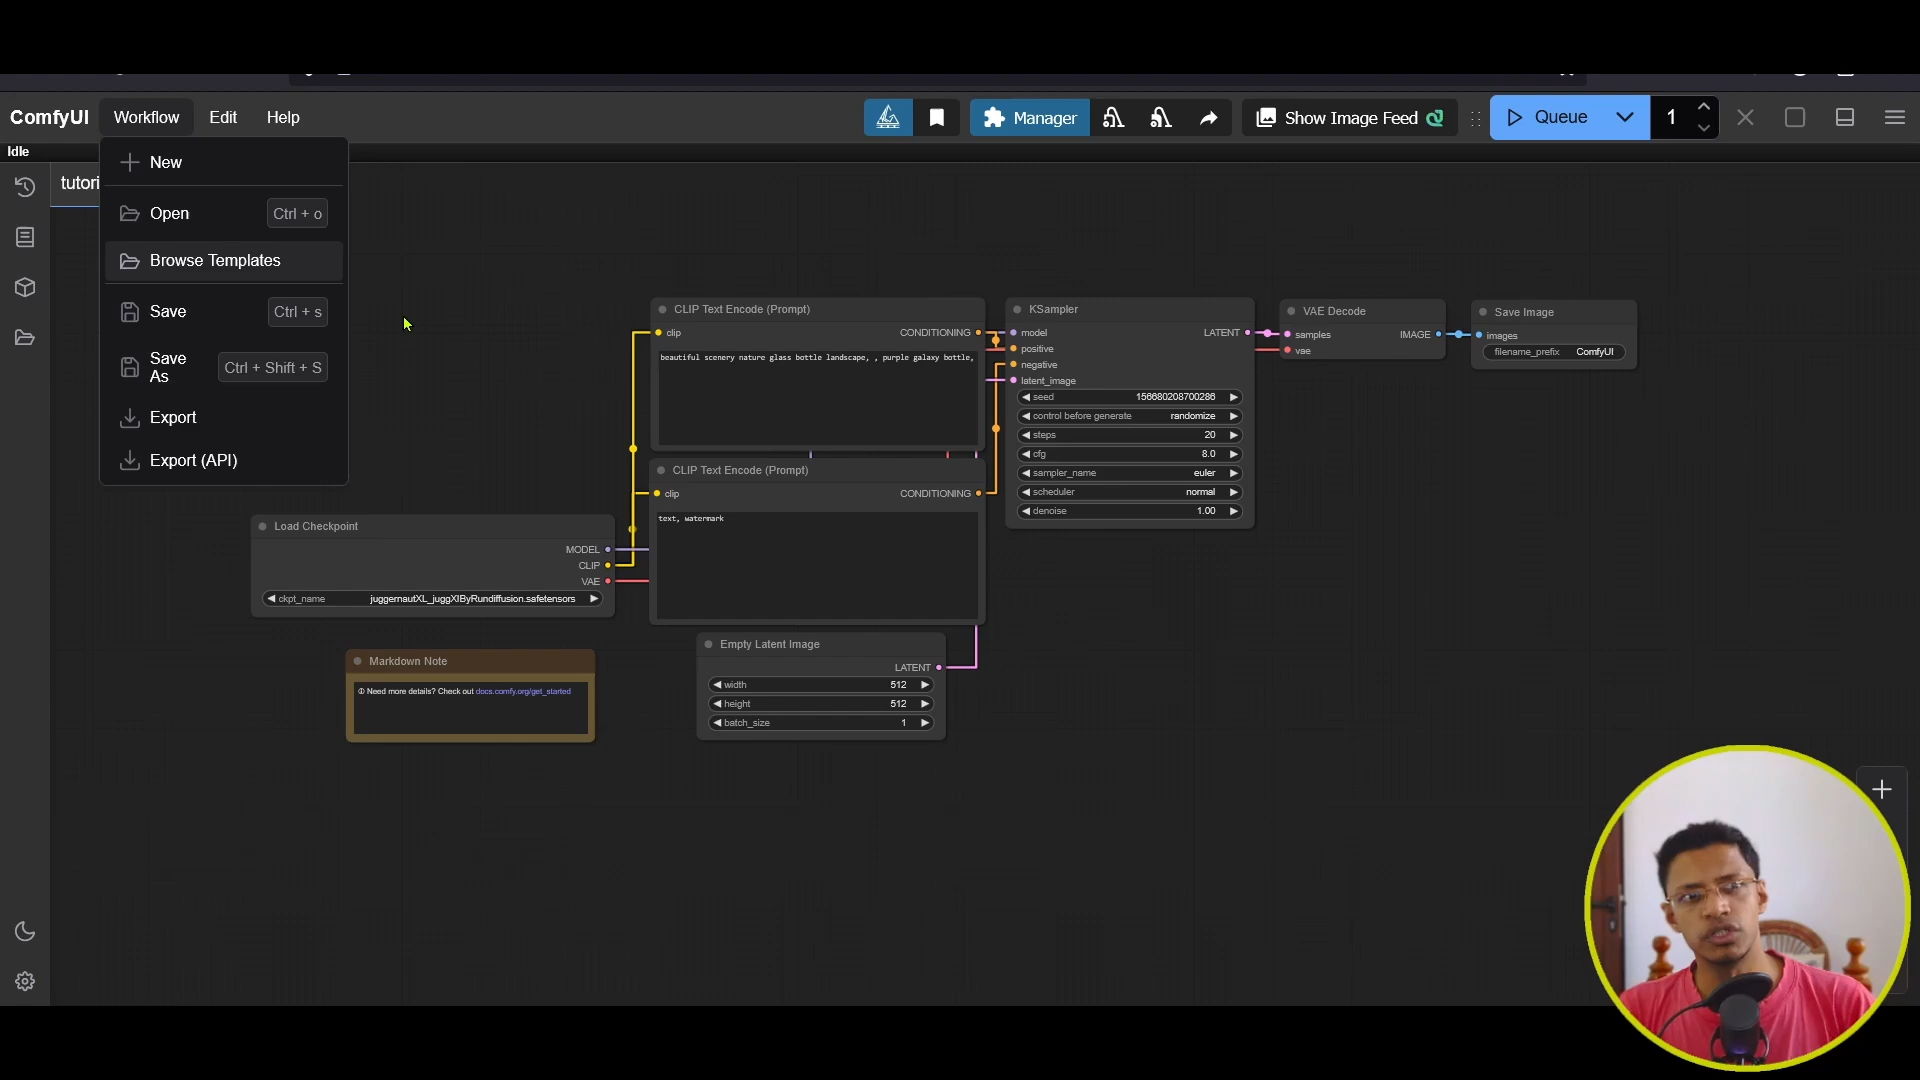 ComfyUI Workflow Edit Help Manager Show Image Feed Queue 1
Idle
tutori
New
Open Ctrl + o
Browse Templates
Save Ctrl + s
Save As Ctrl + Shift + S
Export
Export (API)
Load Checkpoint
MODEL
CLIP
VAE
ckpt_name juggernautXL_juggXIByRundiffusion.safetensors
Markdown Note
🛈 Need more details? Check out docs.comfy.org/get_started
CLIP Text Encode (Prompt)
clip CONDITIONING
beautiful scenery nature glass bottle landscape, , purple galaxy bottle,
CLIP Text Encode (Prompt)
clip CONDITIONING
text, watermark
Empty Latent Image
LATENT
width 512
height 512
batch_size 1
KSampler
model LATENT
positive
negative
latent_image
seed 156680208700286
control before generate randomize
steps 20
cfg 8.0
sampler_name euler
scheduler normal
denoise 1.00
VAE Decode
samples IMAGE
vae
Save Image
images
filename_prefix ComfyUI